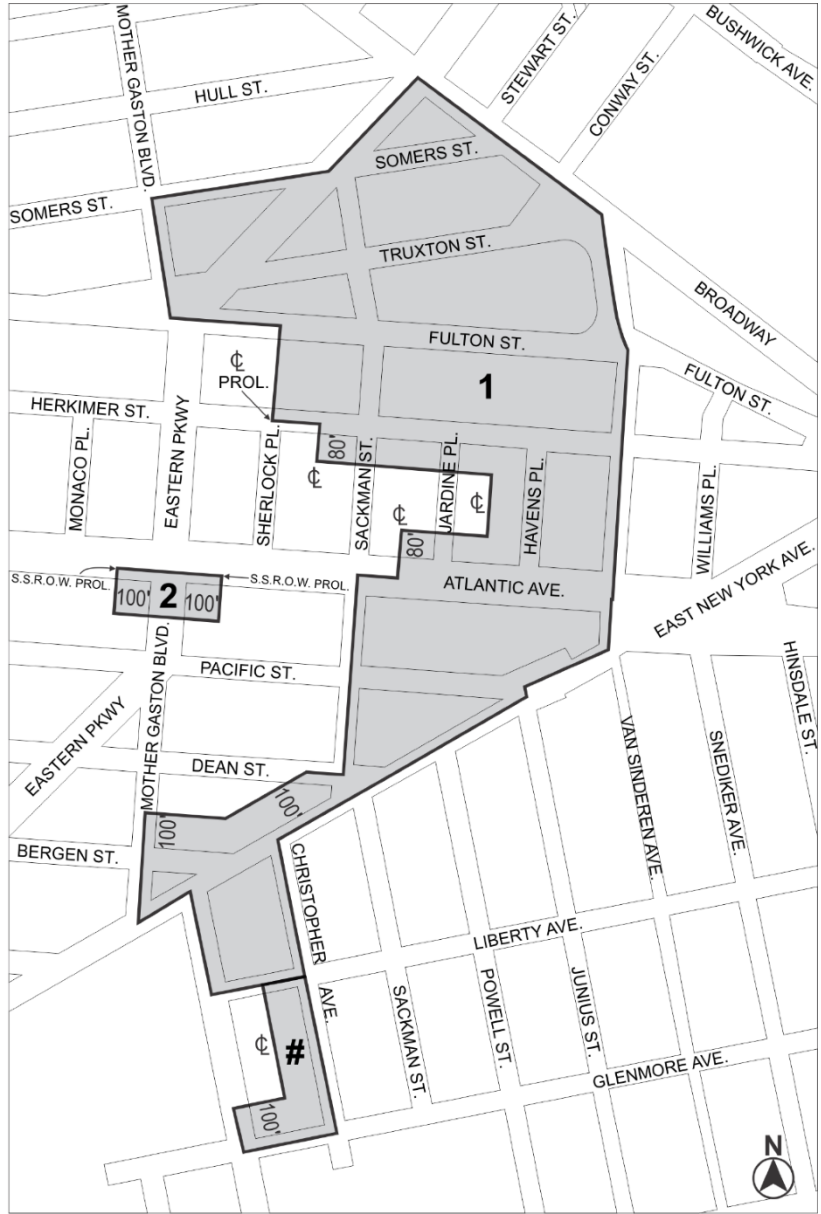 MOTHER GASTON BLVD.
HULL ST.
STEWART ST.
BUSHWICK AVE.
CONWAY ST.
SOMERS ST.
SOMERS ST.
TRUXTON ST.
BROADWAY
FULTON ST.
FULTON ST.
℄
PROL.
1
HERKIMER ST.
MONACO PL.
EASTERN PKWY
SHERLOCK PL.
80'
℄
SACKMAN ST.
℄
JARDINE PL.
℄
HAVENS PL.
WILLIAMS PL.
80'
S.S.R.O.W. PROL.
100'
2
100'
S.S.R.O.W. PROL.
ATLANTIC AVE.
EAST NEW YORK AVE.
PACIFIC ST.
MOTHER GASTON BLVD.
EASTERN PKWY
DEAN ST.
HINSDALE ST.
VAN SINDEREN AVE.
SNEDIKER AVE.
100'
100'
BERGEN ST.
CHRISTOPHER
AVE.
LIBERTY AVE.
SACKMAN ST.
POWELL ST.
JUNIUS ST.
℄
#
GLENMORE AVE.
100'
N